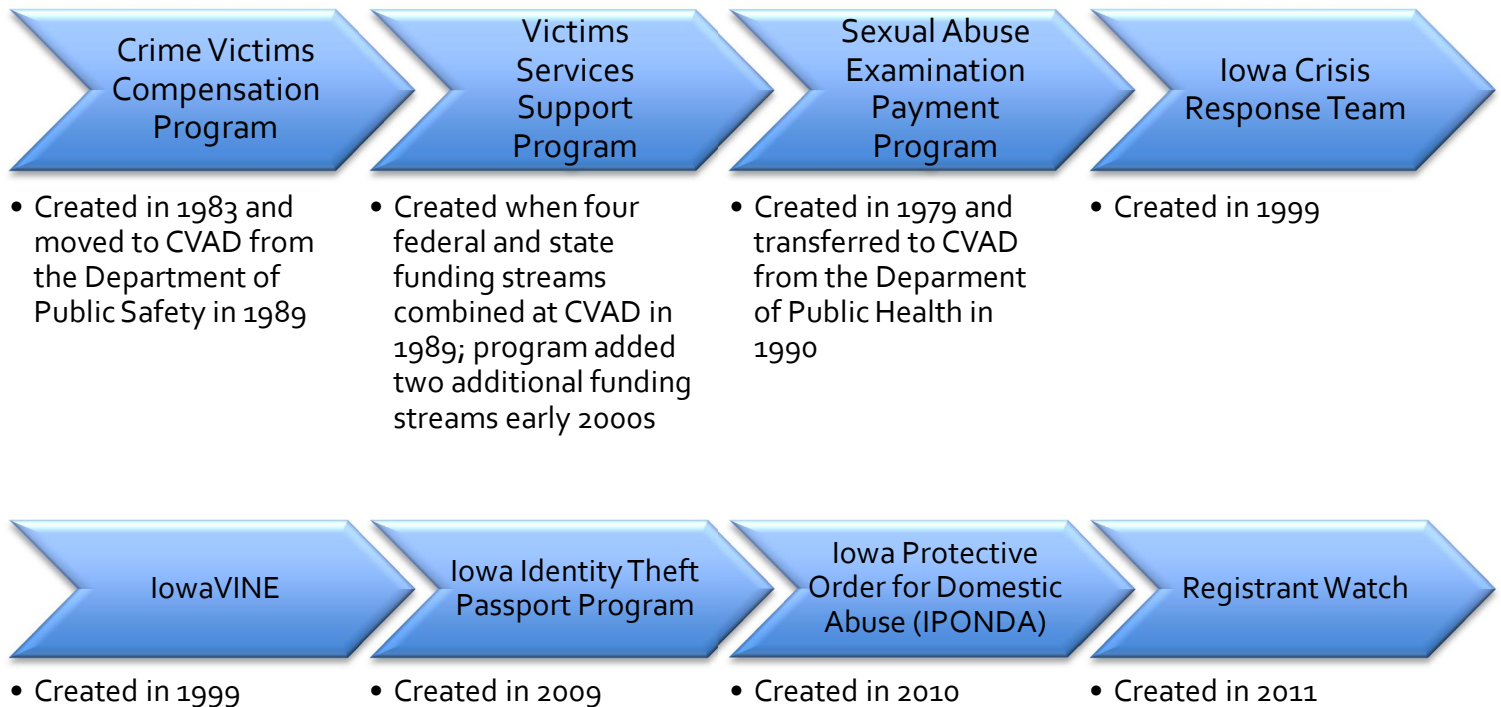 Crime Victims
Compensation
Program
Victims
Services
Support
Program
Sexual Abuse
Examination
Payment
Program
Iowa Crisis
Response Team
• Created in 1983 and
moved to CVAD from
the Department of
Public Safety in 1989
• Created when four
federal and state
funding streams
combined at CVAD in
1989; program added
two additional funding
streams early 2000s
• Created in 1979 and
transferred to CVAD
from the Deparment
of Public Health in
1990
• Created in 1999
IowaVINE
Iowa Identity Theft
Passport Program
Iowa Protective
Order for Domestic
Abuse (IPONDA)
Registrant Watch
• Created in 1999
• Created in 2009
• Created in 2010
• Created in 2011